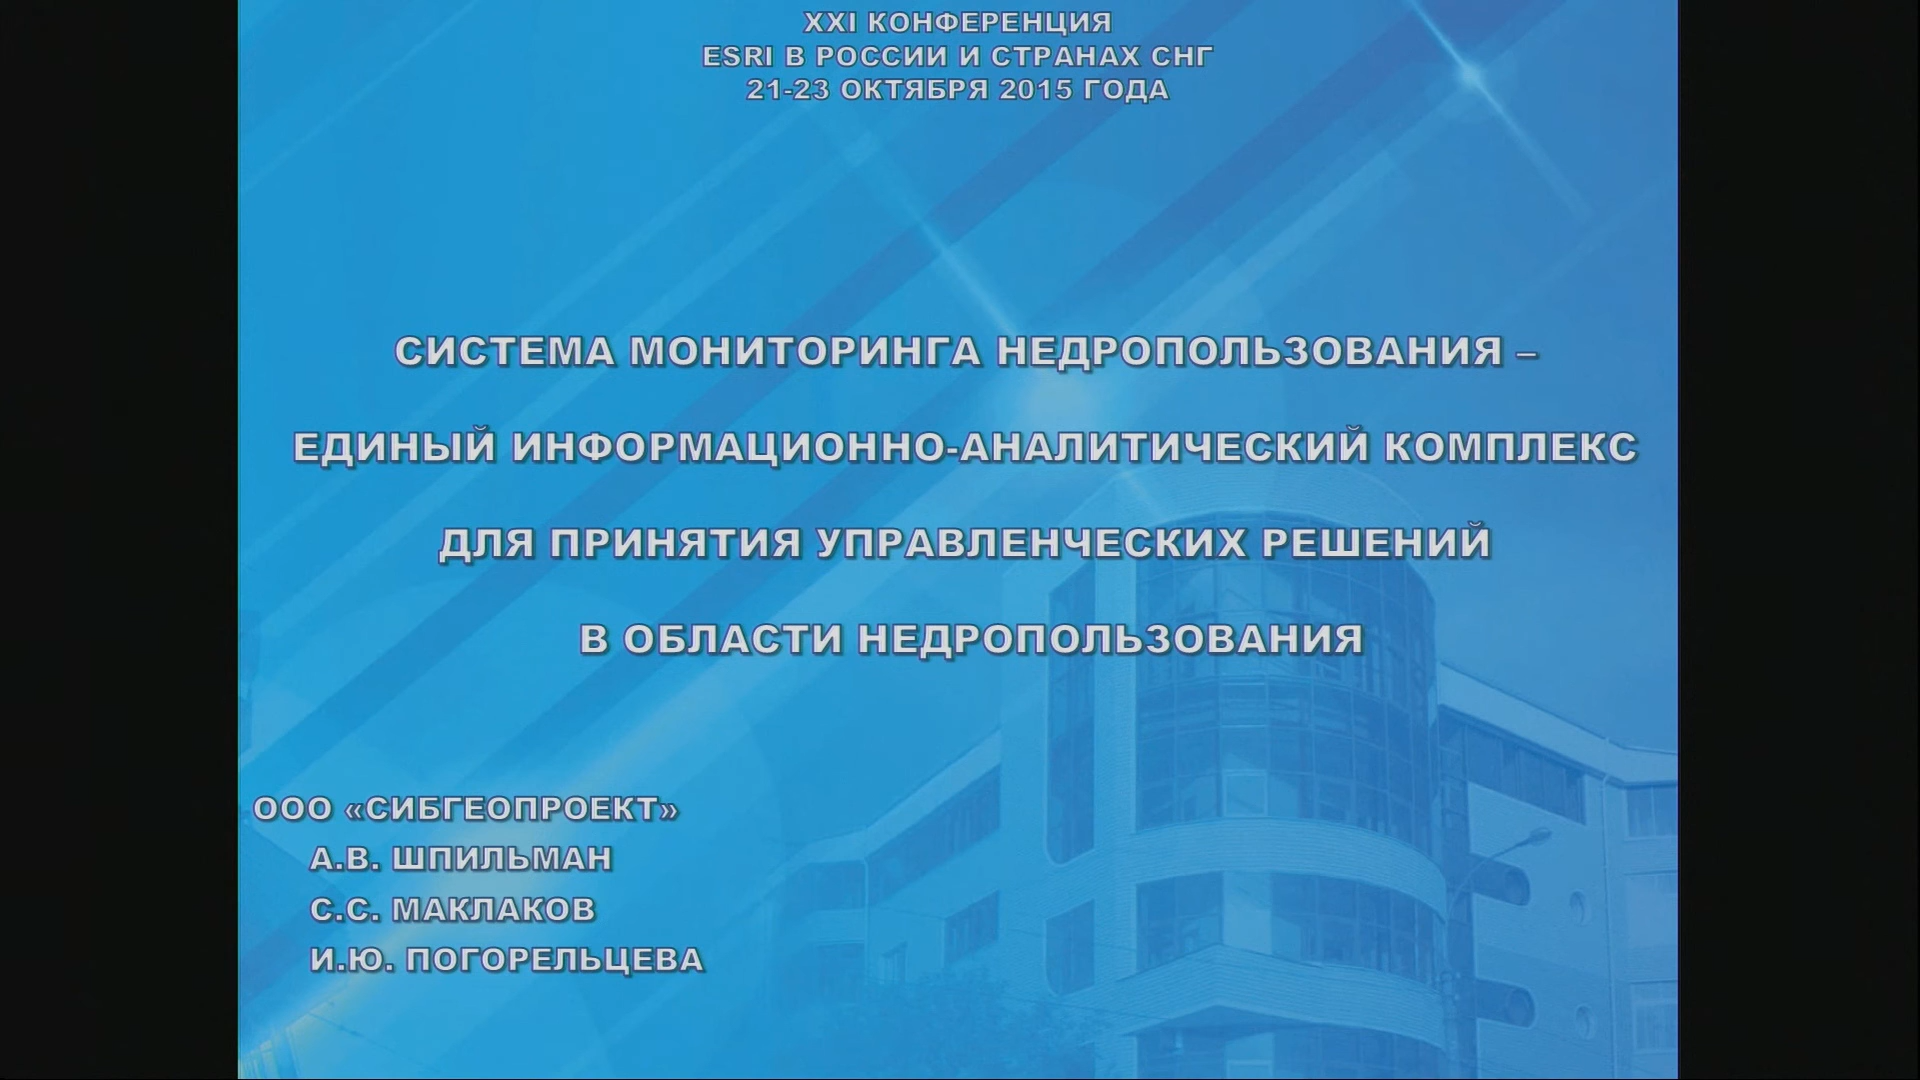 XXI КОНФЕРЕНЦИЯ
ESRI В РОССИИ И СТРАНАХ СНГ
21-23 ОКТЯБРЯ 2015 ГОДА
СИСТЕМА МОНИТОРИНГА НЕДРОПОЛЬЗОВАНИЯ –
ЕДИНЫЙ ИНФОРМАЦИОННО-АНАЛИТИЧЕСКИЙ КОМПЛЕКС
ДЛЯ ПРИНЯТИЯ УПРАВЛЕНЧЕСКИХ РЕШЕНИЙ
В ОБЛАСТИ НЕДРОПОЛЬЗОВАНИЯ
ООО «СИБГЕОПРОЕКТ»
А.В. ШПИЛЬМАН
С.С. МАКЛАКОВ
И.Ю. ПОГОРЕЛЬЦЕВА